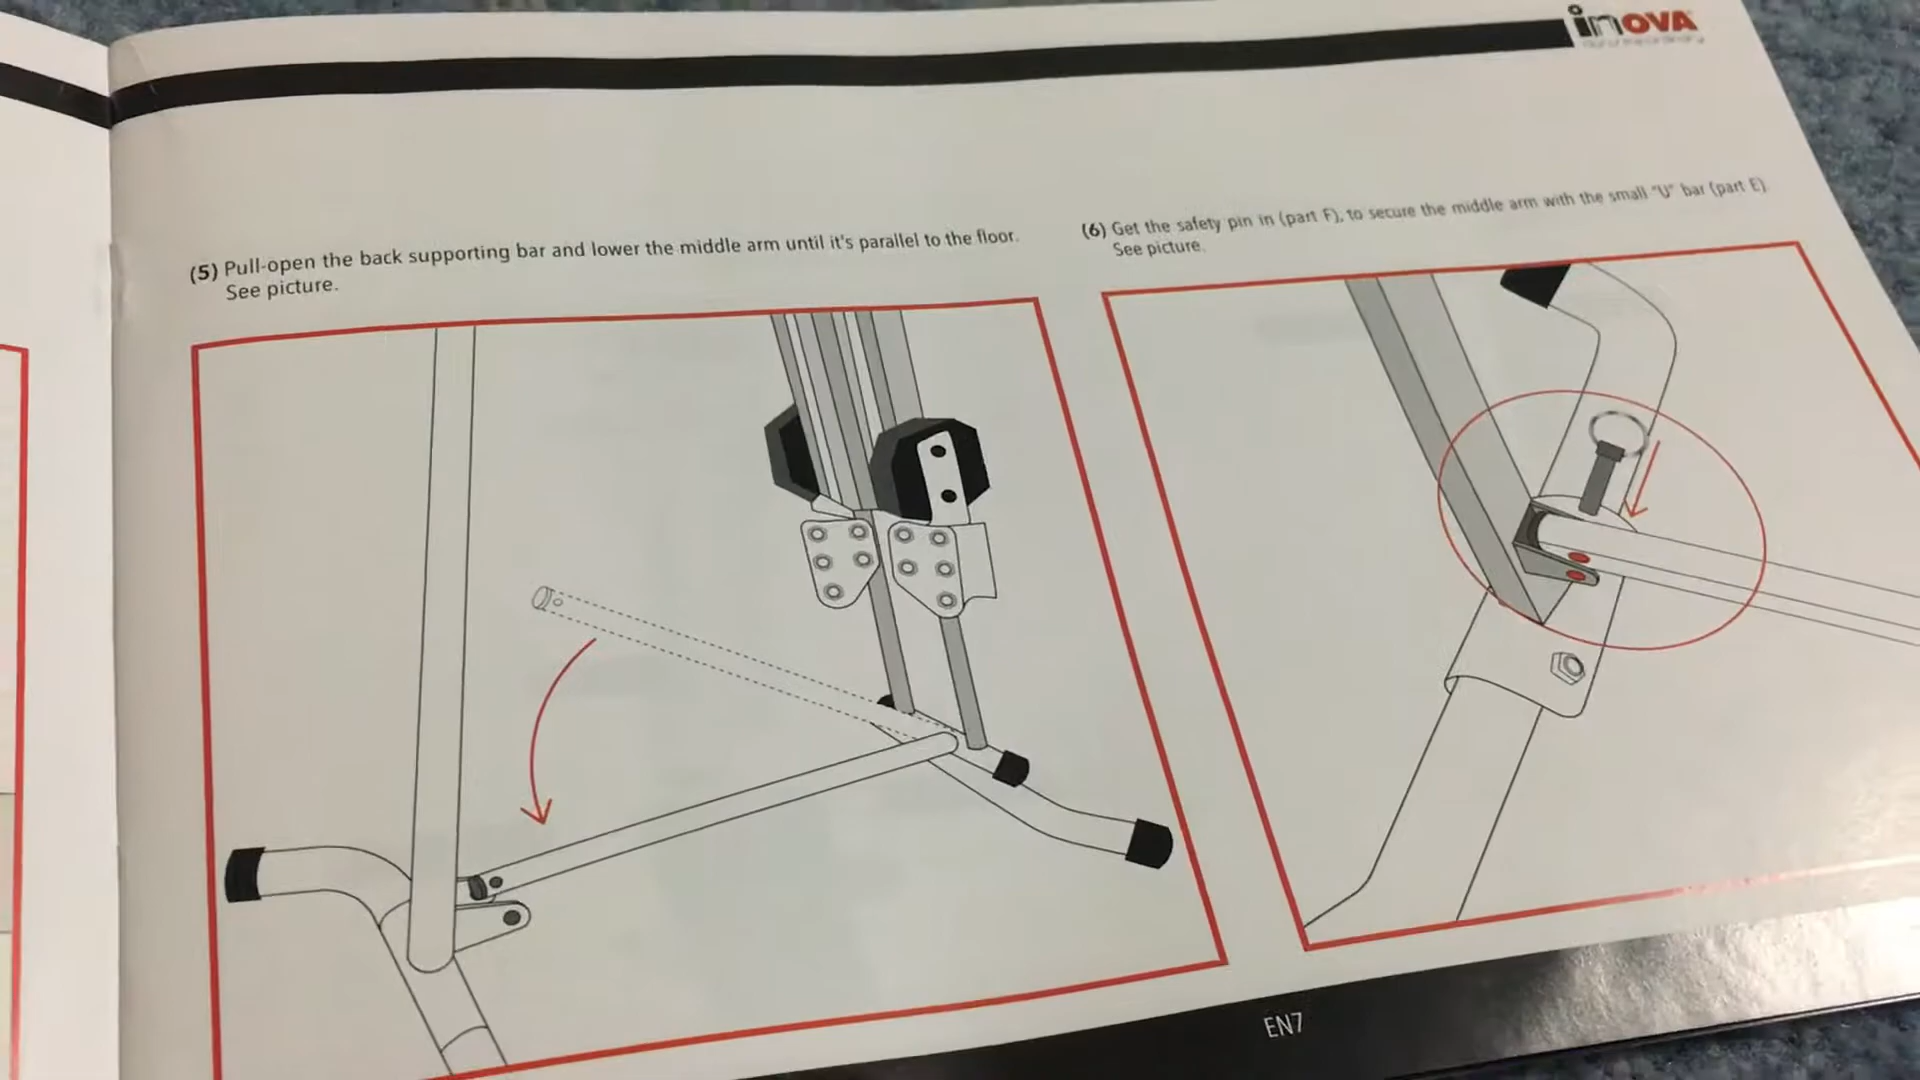 inOVA
(5) Pull-open the back supporting bar and lower the middle arm until it's parallel to the floor.
See picture.
(6) Get the safety pin in (part F), to secure the middle arm with the small "U" bar (part E).
See picture.
EN7